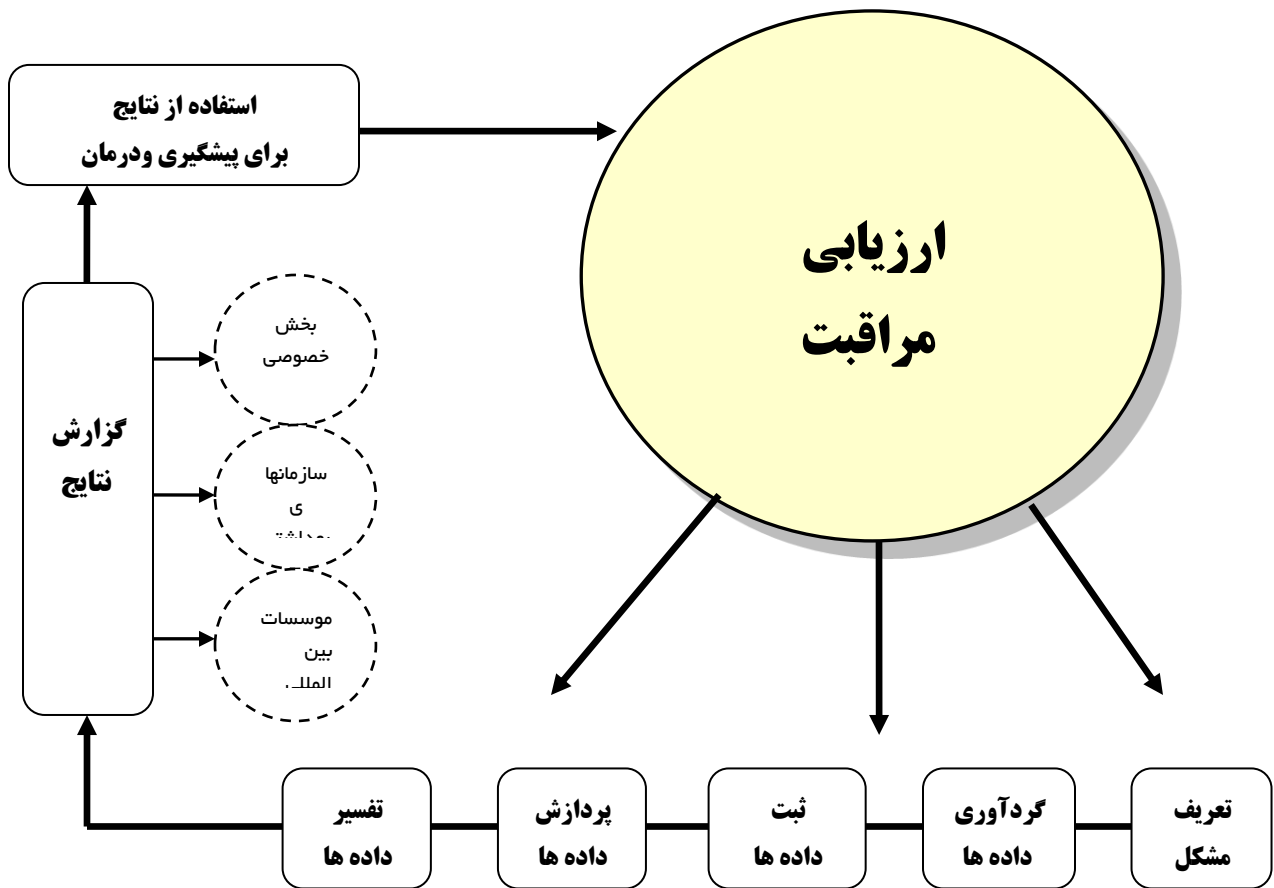 استفاده از نتایج
برای پیشگیری ودرمان
ارزیابی
مراقبت
بخش
خصوصی
گزارش
نتایج
سازمانها
ی
موسسات
بین
المللی
تعریف
مشکل
گردآوری
داده ها
ثبت
داده ها
پردازش
داده ها
تفسیر
داده ها